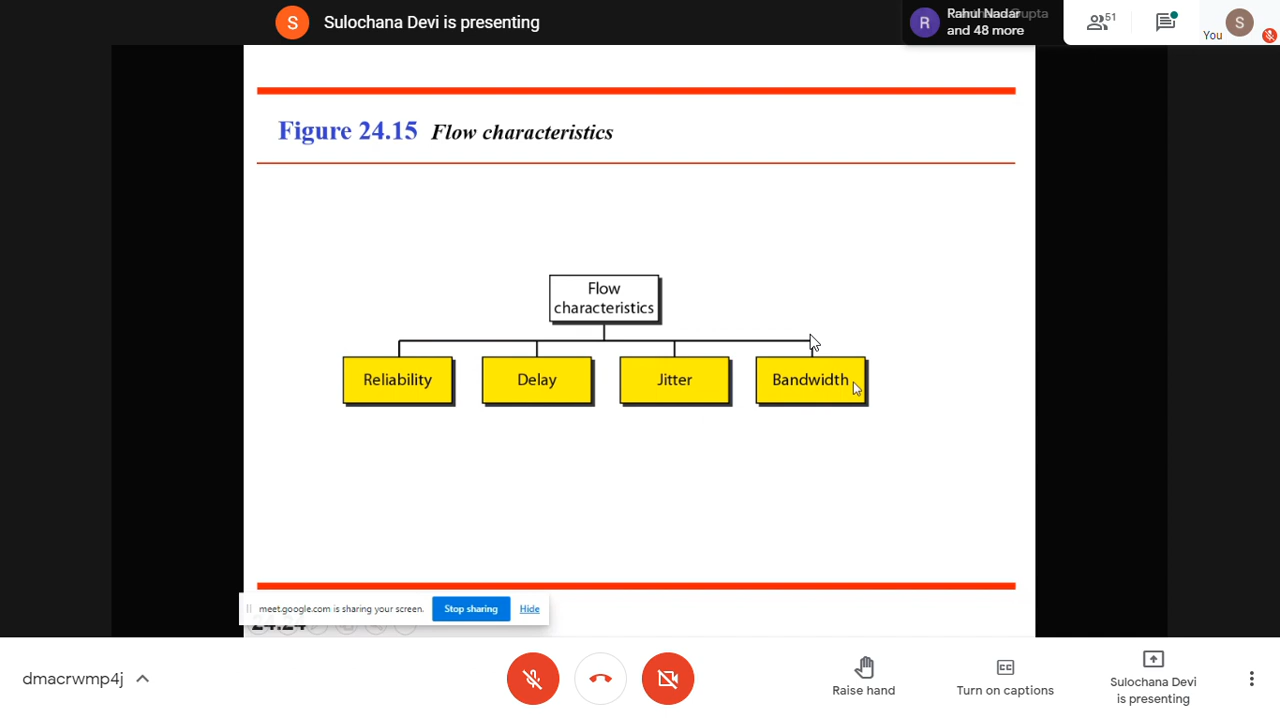 S Sulochana Devi is presenting
R Rahul Nadar
and 48 more
51
You
S
Figure 24.15 Flow characteristics
Flow
characteristics
Reliability Delay Jitter Bandwidth
meet.google.com is sharing your screen. Stop sharing Hide
24.24
dmacrwmp4j
Raise hand
Turn on captions
Sulochana Devi
is presenting